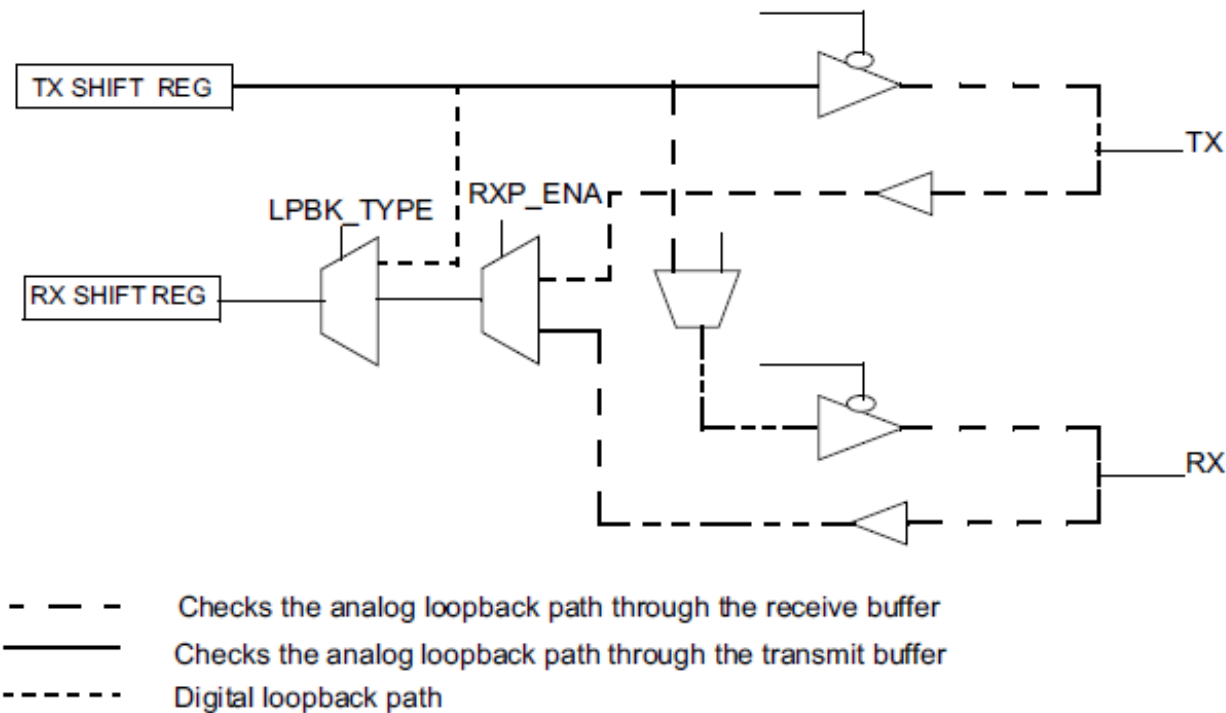 TX SHIFT REG
TX
RXP_ENA
LPBK_TYPE
RX SHIFT REG
RX
Checks the analog loopback path through the receive buffer
Checks the analog loopback path through the transmit buffer
Digital loopback path